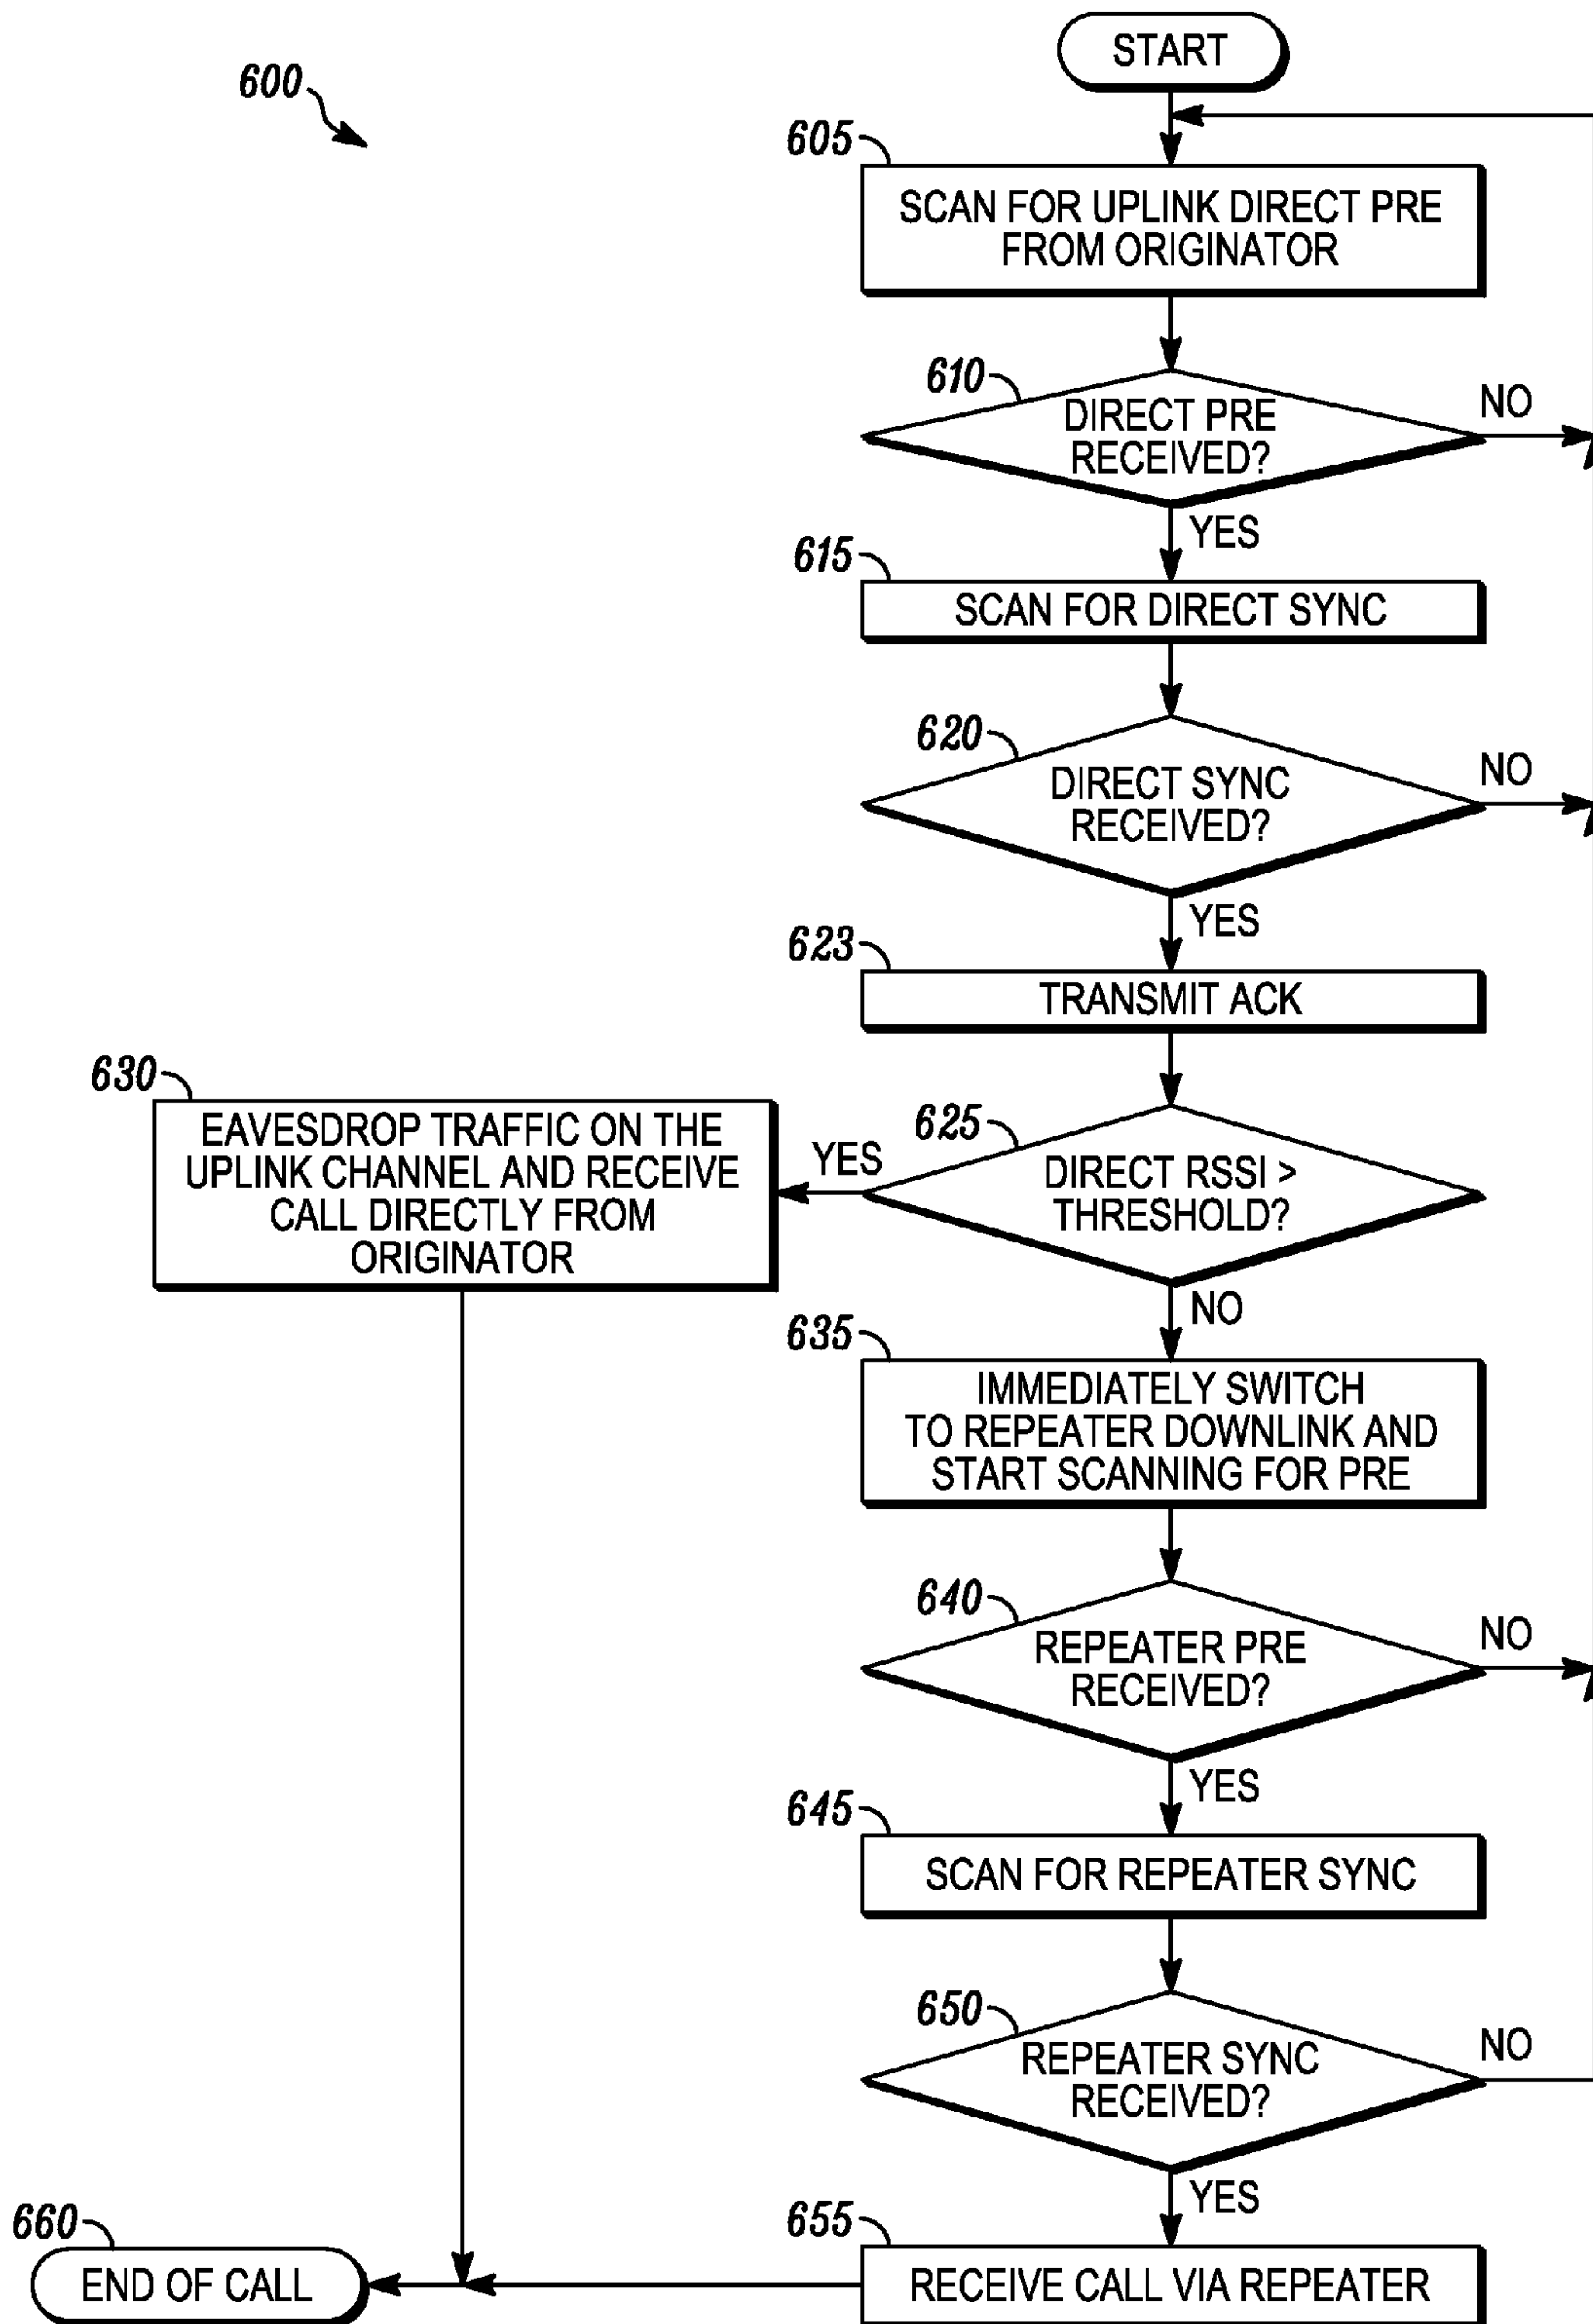 600
START
605
SCAN FOR UPLINK DIRECT PRE
FROM ORIGINATOR
610
DIRECT PRE
RECEIVED?
NO
YES
615
SCAN FOR DIRECT SYNC
620
DIRECT SYNC
RECEIVED?
NO
YES
623
TRANSMIT ACK
625
DIRECT RSSI >
THRESHOLD?
YES
630
EAVESDROP TRAFFIC ON THE
UPLINK CHANNEL AND RECEIVE
CALL DIRECTLY FROM
ORIGINATOR
NO
635
IMMEDIATELY SWITCH
TO REPEATER DOWNLINK AND
START SCANNING FOR PRE
640
REPEATER PRE
RECEIVED?
NO
YES
645
SCAN FOR REPEATER SYNC
650
REPEATER SYNC
RECEIVED?
NO
YES
655
RECEIVE CALL VIA REPEATER
660
END OF CALL